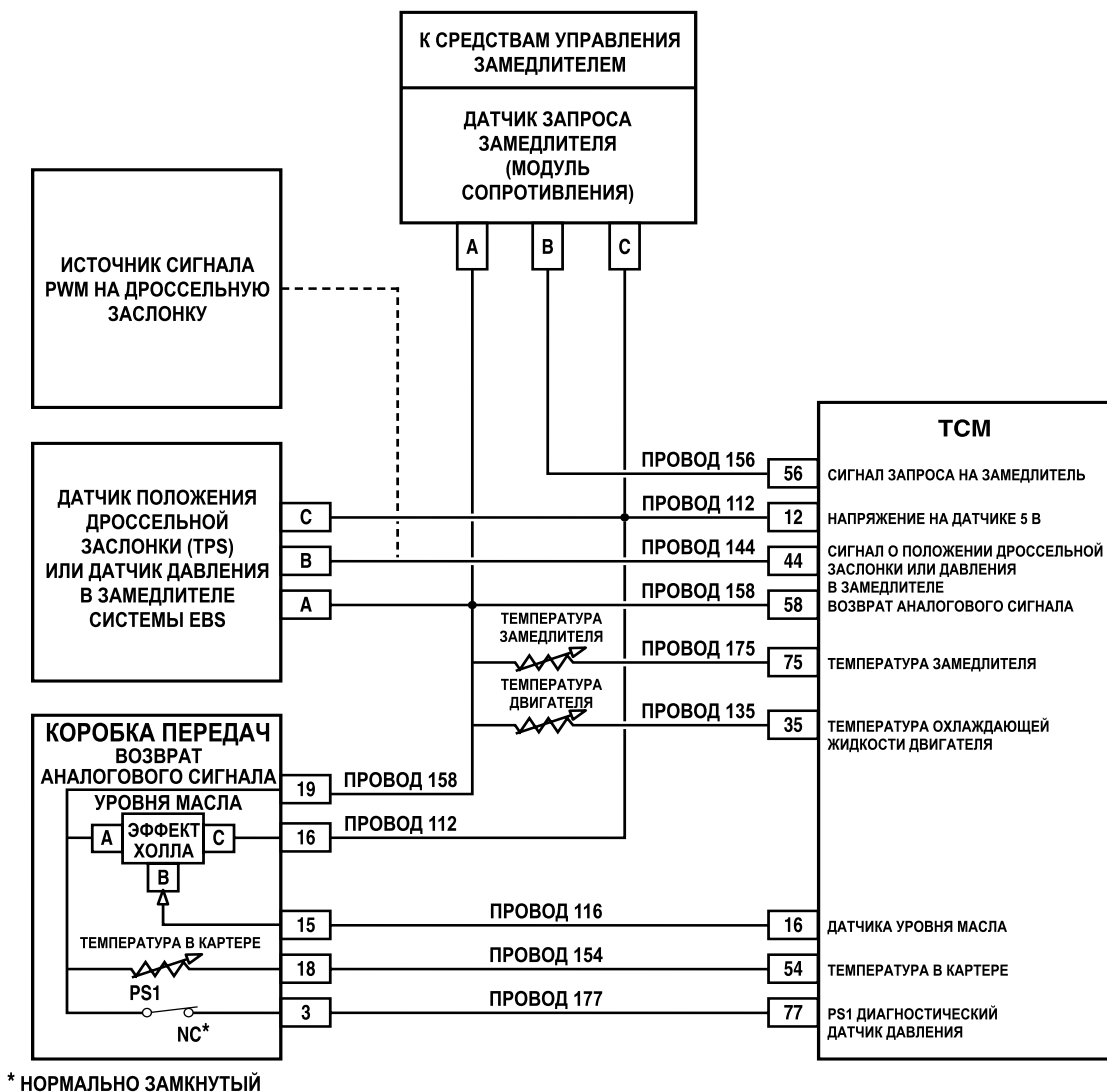 К СРЕДСТВАМ УПРАВЛЕНИЯ
ЗАМЕДЛИТЕЛЕМ
ДАТЧИК ЗАПРОСА
ЗАМЕДЛИТЕЛЯ
(МОДУЛЬ
СОПРОТИВЛЕНИЯ)
A
B
C
ИСТОЧНИК СИГНАЛА
PWM НА ДРОССЕЛЬНУЮ
ЗАСЛОНКУ
ДАТЧИК ПОЛОЖЕНИЯ
ДРОССЕЛЬНОЙ
ЗАСЛОНКИ (TPS)
ИЛИ ДАТЧИК ДАВЛЕНИЯ
В ЗАМЕДЛИТЕЛЕ
СИСТЕМЫ EBS
C
B
A
TCM
ПРОВОД 156
56
СИГНАЛ ЗАПРОСА НА ЗАМЕДЛИТЕЛЬ
ПРОВОД 112
12
НАПРЯЖЕНИЕ НА ДАТЧИКЕ 5 В
ПРОВОД 144
44
СИГНАЛ О ПОЛОЖЕНИИ ДРОССЕЛЬНОЙ
ЗАСЛОНКИ ИЛИ ДАВЛЕНИЯ
В ЗАМЕДЛИТЕЛЕ
ПРОВОД 158
58
ВОЗВРАТ АНАЛОГОВОГО СИГНАЛА
ТЕМПЕРАТУРА
ЗАМЕДЛИТЕЛЯ
ПРОВОД 175
75
ТЕМПЕРАТУРА ЗАМЕДЛИТЕЛЯ
ТЕМПЕРАТУРА
ДВИГАТЕЛЯ
ПРОВОД 135
35
ТЕМПЕРАТУРА ОХЛАЖДАЮЩЕЙ
ЖИДКОСТИ ДВИГАТЕЛЯ
КОРОБКА ПЕРЕДАЧ
ВОЗВРАТ
АНАЛОГОВОГО СИГНАЛА
19
ПРОВОД 158
УРОВНЯ МАСЛА
A
ЭФФЕКТ
ХОЛЛА
C
B
16
ПРОВОД 112
15
ПРОВОД 116
16
ДАТЧИКА УРОВНЯ МАСЛА
ТЕМПЕРАТУРА В КАРТЕРЕ
18
ПРОВОД 154
54
ТЕМПЕРАТУРА В КАРТЕРЕ
PS1
NC*
3
ПРОВОД 177
77
PS1 ДИАГНОСТИЧЕСКИЙ
ДАТЧИК ДАВЛЕНИЯ
* НОРМАЛЬНО ЗАМКНУТЫЙ